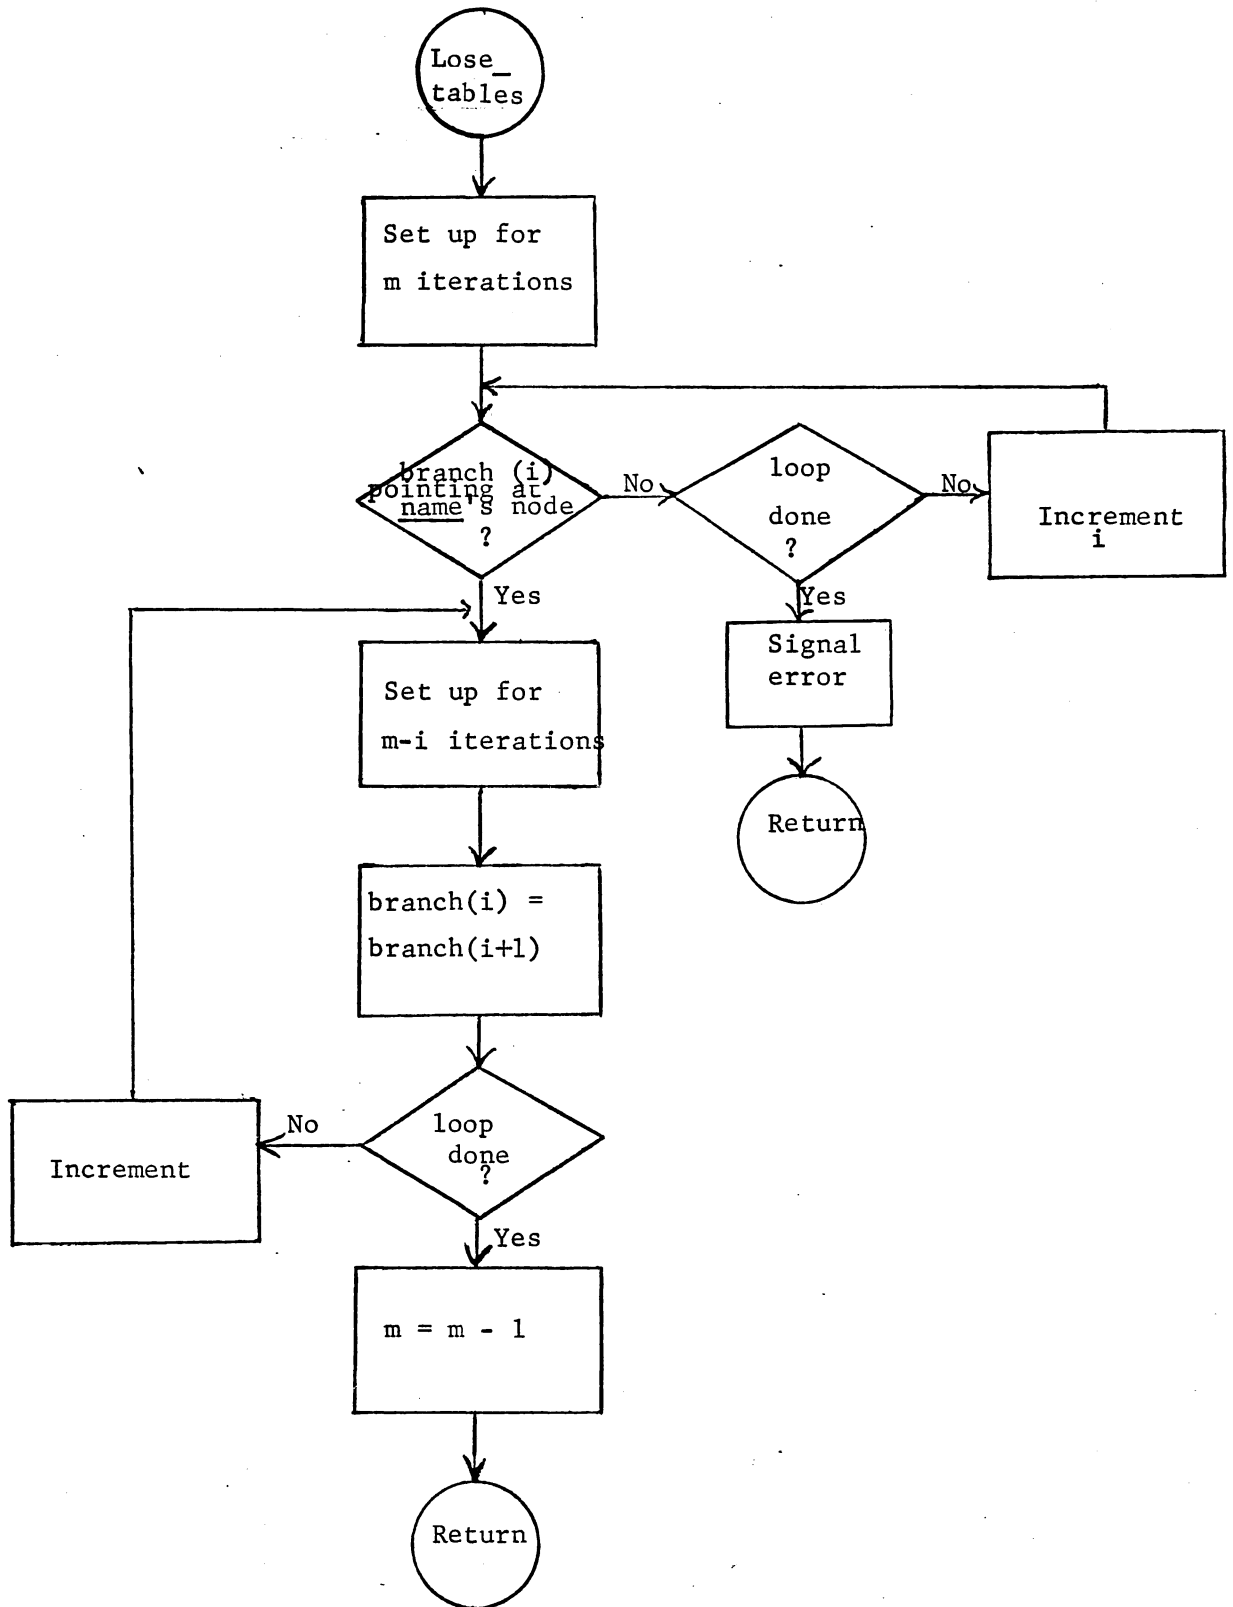 Lose_
tables
Set up for
m iterations
branch (i)
pointing at
name's node
?
No
loop
done
?
No
Increment
i
Yes
Yes
Signal
error
Return
Set up for
m-i iterations
branch(i) =
branch(i+1)
loop
done
?
No
Increment
Yes
m = m - 1
Return